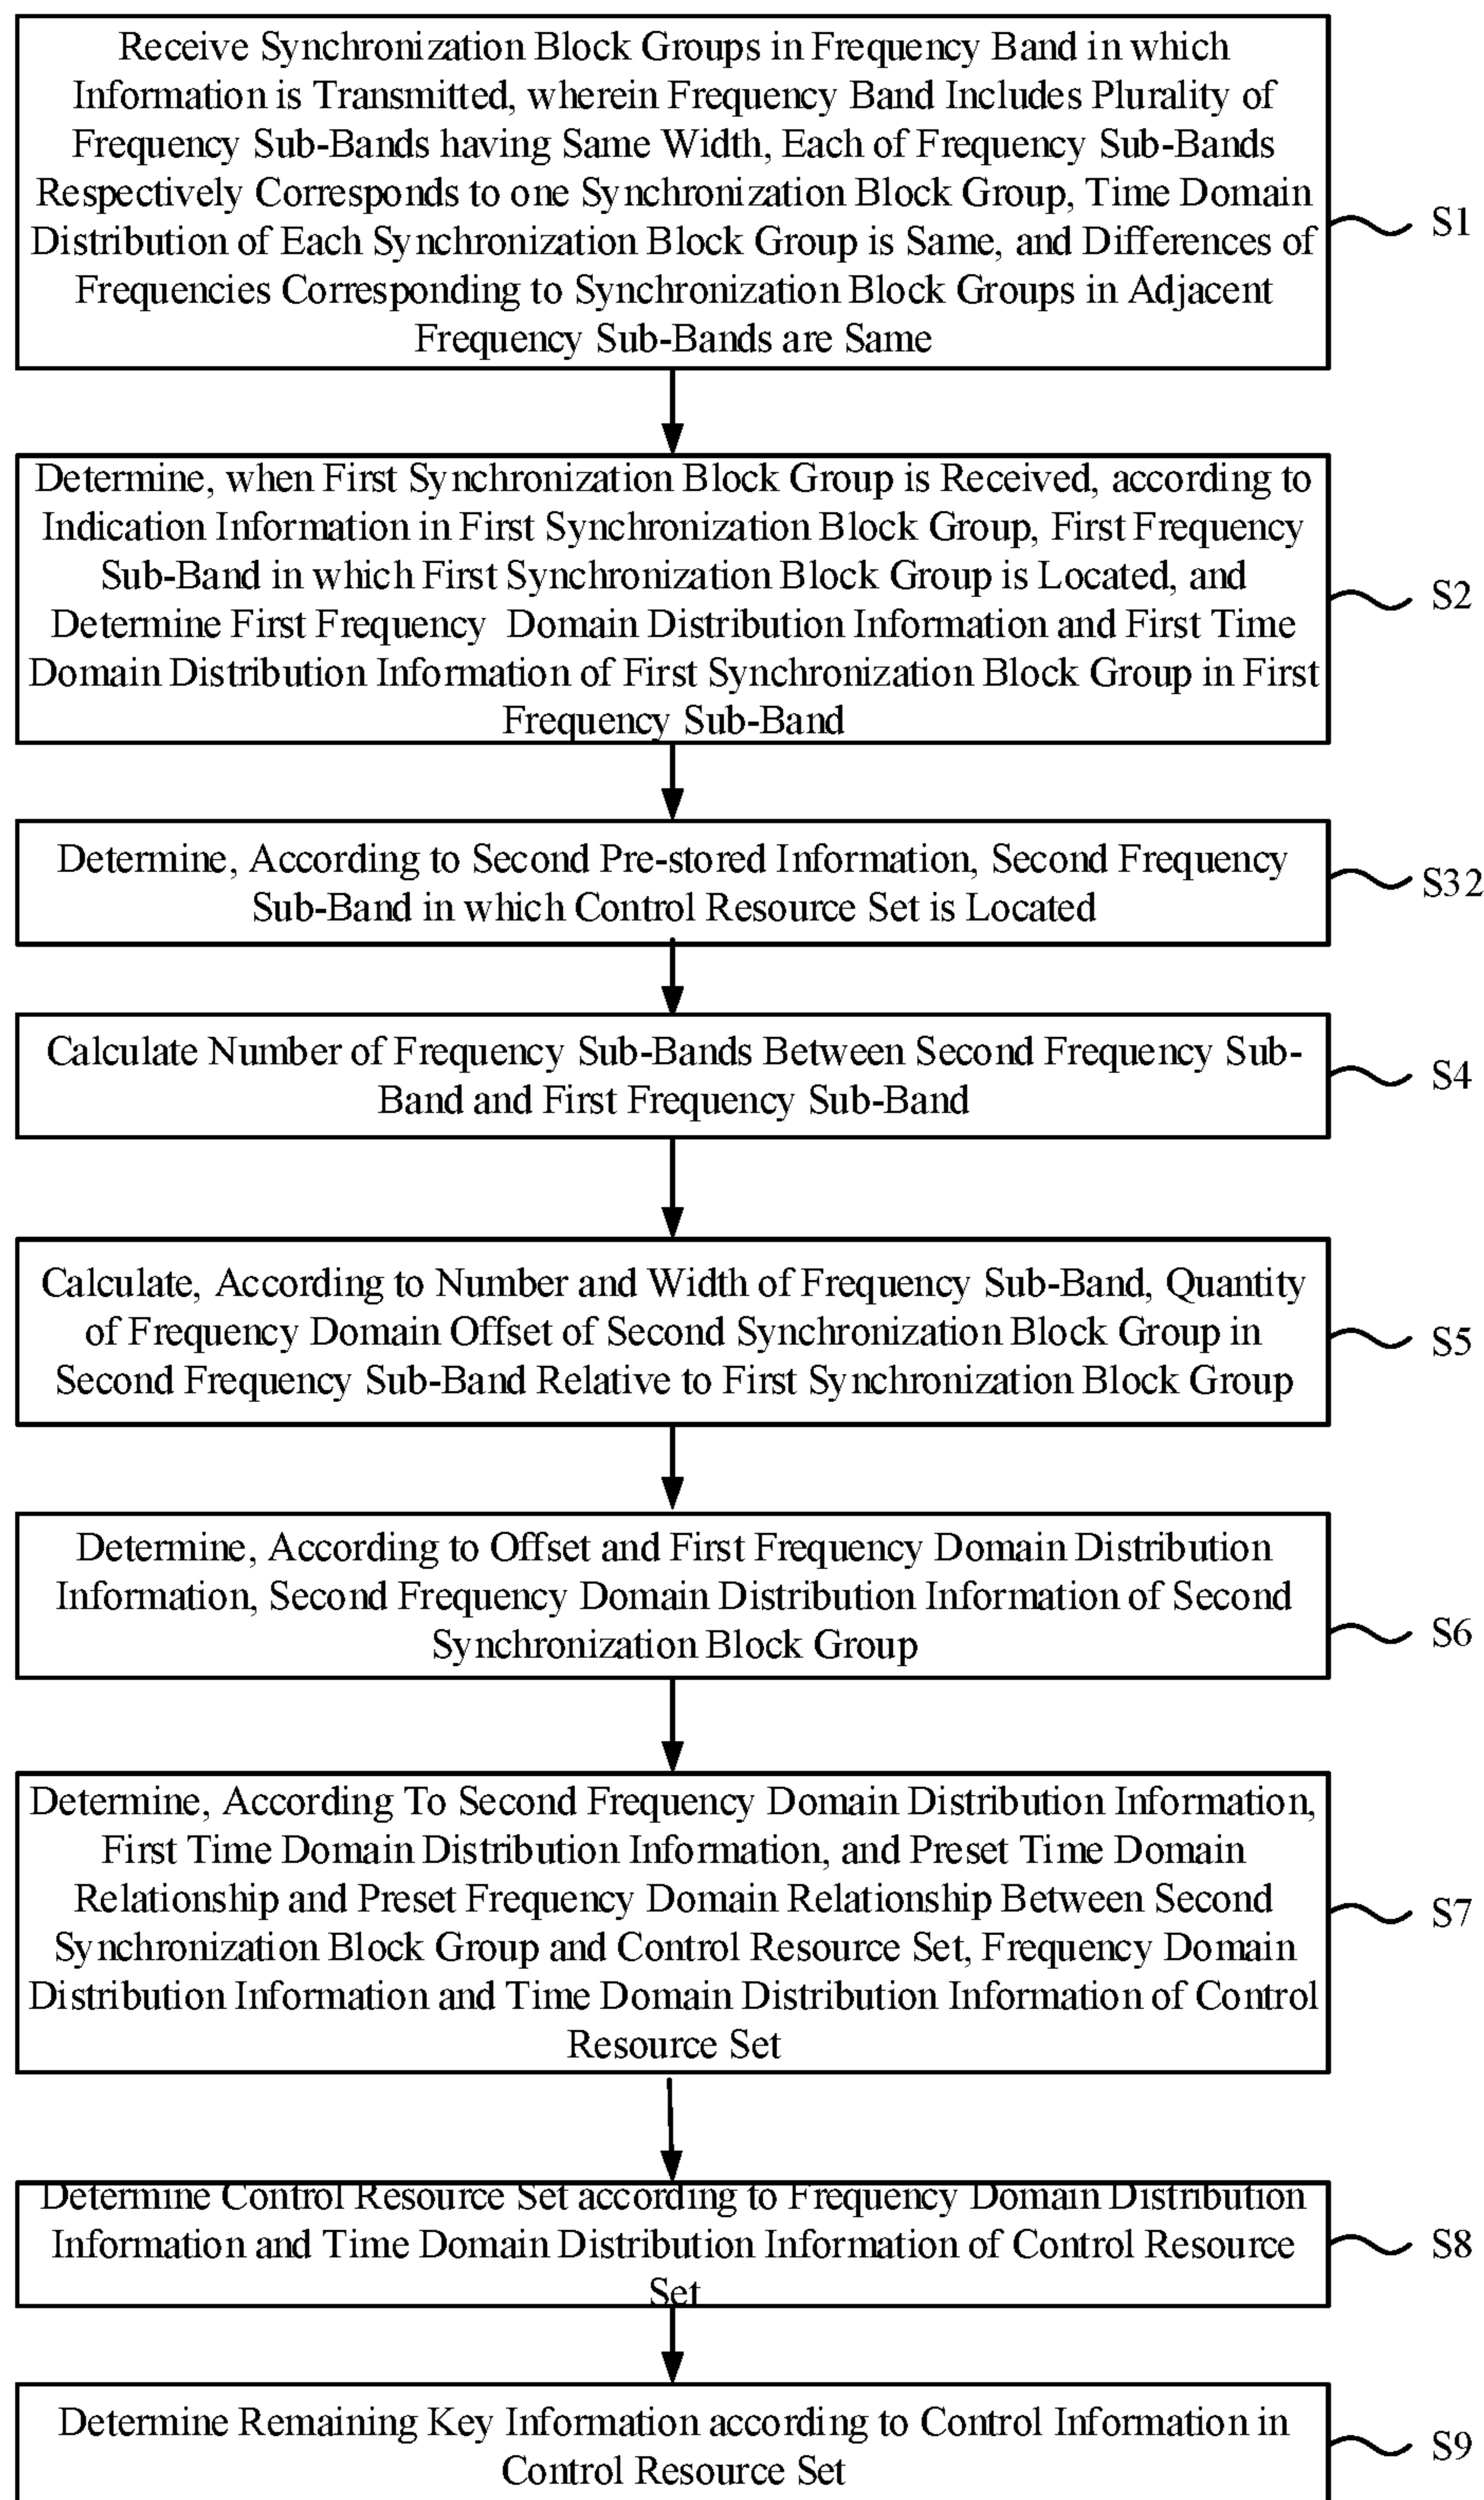 Receive Synchronization Block Groups in Frequency Band in which
Information is Transmitted, wherein Frequency Band Includes Plurality of
Frequency Sub-Bands having Same Width, Each of Frequency Sub-Bands
Respectively Corresponds to one Synchronization Block Group, Time Domain
Distribution of Each Synchronization Block Group is Same, and Differences of
Frequencies Corresponding to Synchronization Block Groups in Adjacent
Frequency Sub-Bands are Same
S1
Determine, when First Synchronization Block Group is Received, according to
Indication Information in First Synchronization Block Group, First Frequency
Sub-Band in which First Synchronization Block Group is Located, and
Determine First Frequency Domain Distribution Information and First Time
Domain Distribution Information of First Synchronization Block Group in First
Frequency Sub-Band
S2
Determine, According to Second Pre-stored Information, Second Frequency
Sub-Band in which Control Resource Set is Located
S32
Calculate Number of Frequency Sub-Bands Between Second Frequency Sub-
Band and First Frequency Sub-Band
S4
Calculate, According to Number and Width of Frequency Sub-Band, Quantity
of Frequency Domain Offset of Second Synchronization Block Group in
Second Frequency Sub-Band Relative to First Synchronization Block Group
S5
Determine, According to Offset and First Frequency Domain Distribution
Information, Second Frequency Domain Distribution Information of Second
Synchronization Block Group
S6
Determine, According To Second Frequency Domain Distribution Information,
First Time Domain Distribution Information, and Preset Time Domain
Relationship and Preset Frequency Domain Relationship Between Second
Synchronization Block Group and Control Resource Set, Frequency Domain
Distribution Information and Time Domain Distribution Information of Control
Resource Set
S7
Determine Control Resource Set according to Frequency Domain Distribution
Information and Time Domain Distribution Information of Control Resource
Set
S8
Determine Remaining Key Information according to Control Information in
Control Resource Set
S9